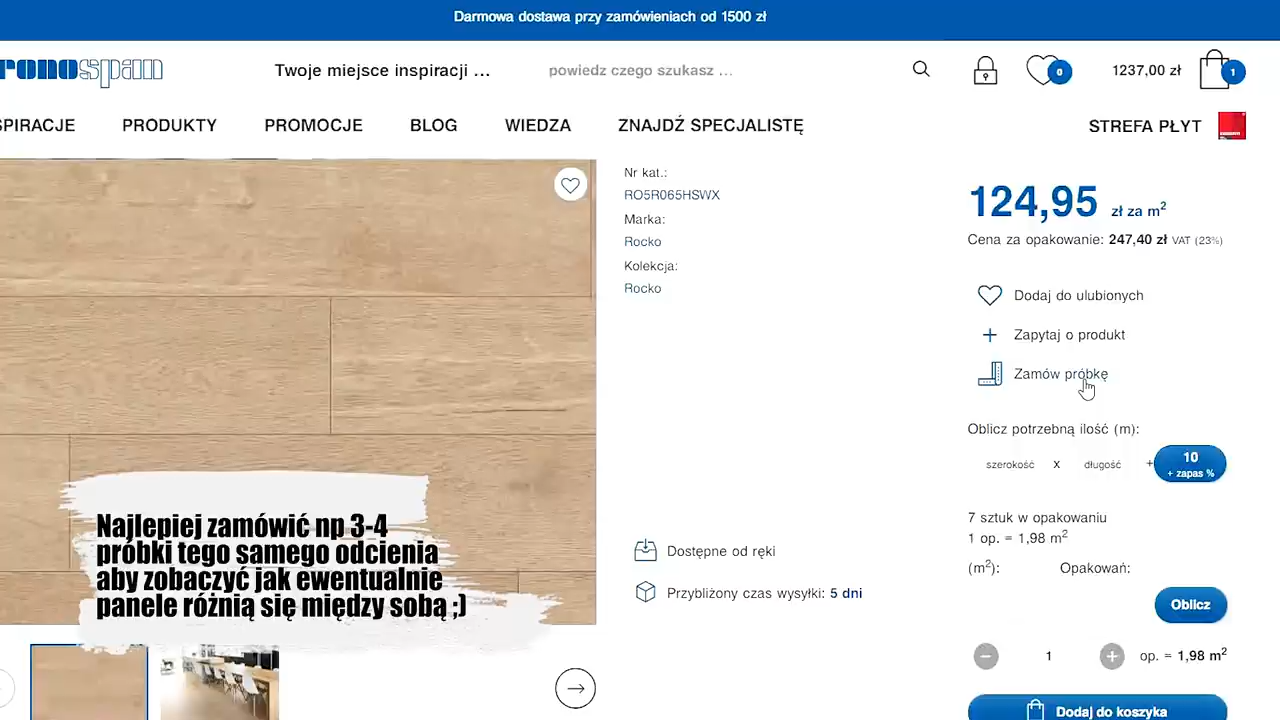 Darmowa dostawa przy zamówieniach od 1500 zł
ronospan
Twoje miejsce inspiracji ...
powiedz czego szukasz ...
0
1237,00 zł
1
SPIRACJE
PRODUKTY
PROMOCJE
BLOG
WIEDZA
ZNAJDŹ SPECJALISTĘ
STREFA PŁYT
Nr kat.:
RO5R065HSWX
Marka:
Rocko
Kolekcja:
Rocko
124,95 zł za m²
Cena za opakowanie: 247,40 zł VAT (23%)
Dodaj do ulubionych
Zapytaj o produkt
Zamów próbkę
Oblicz potrzebną ilość (m):
szerokość x długość + 10
+ zapas %
7 sztuk w opakowaniu
1 op. = 1,98 m²
(m²): Opakowań:
Oblicz
1 op. = 1,98 m²
Dodaj do koszyka
Dostępne od ręki
Przybliżony czas wysyłki: 5 dni
Najlepiej zamówić np 3-4
próbki tego samego odcienia
aby zobaczyć jak ewentualnie
panele różnią się między sobą ;)